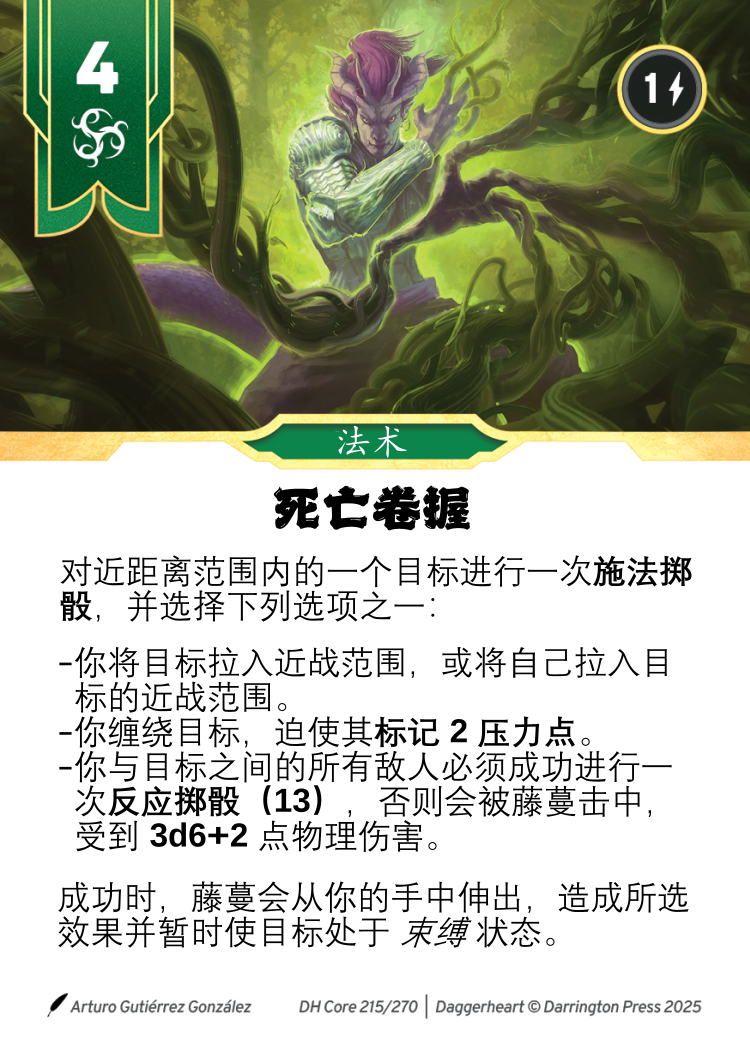 4
1
法术
死亡卷握
对近距离范围内的一个目标进行一次施法掷
骰，并选择下列选项之一：
-你将目标拉入近战范围，或将自己拉入目
标的近战范围。
-你缠绕目标，迫使其标记 2 压力点。
-你与目标之间的所有敌人必须成功进行一
次反应掷骰（13），否则会被藤蔓击中，
受到 3d6+2 点物理伤害。
成功时，藤蔓会从你的手中伸出，造成所选
效果并暂时使目标处于 束缚 状态。
Arturo Gutiérrez González DH Core 215/270 | Daggerheart © Darrington Press 2025